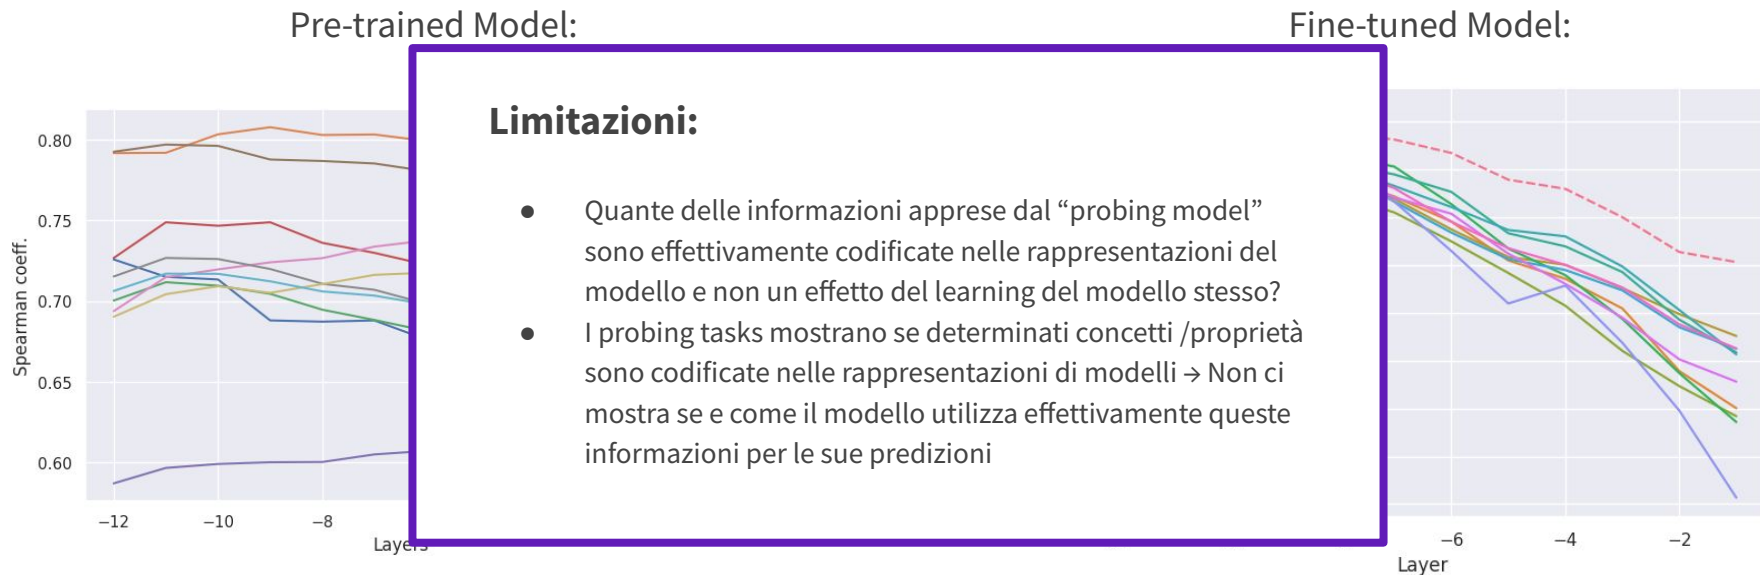 Pre-trained Model:
Fine-tuned Model:
Limitazioni:
● Quante delle informazioni apprese dal “probing model”
sono effettivamente codificate nelle rappresentazioni del
modello e non un effetto del learning del modello stesso?
● I probing tasks mostrano se determinati concetti /proprietà
sono codificate nelle rappresentazioni di modelli → Non ci
mostra se e come il modello utilizza effettivamente queste
informazioni per le sue predizioni
Spearman coeff.
0.80
0.75
0.70
0.65
0.60
−12 −10 −8
Layers
−6 −4 −2
Layer